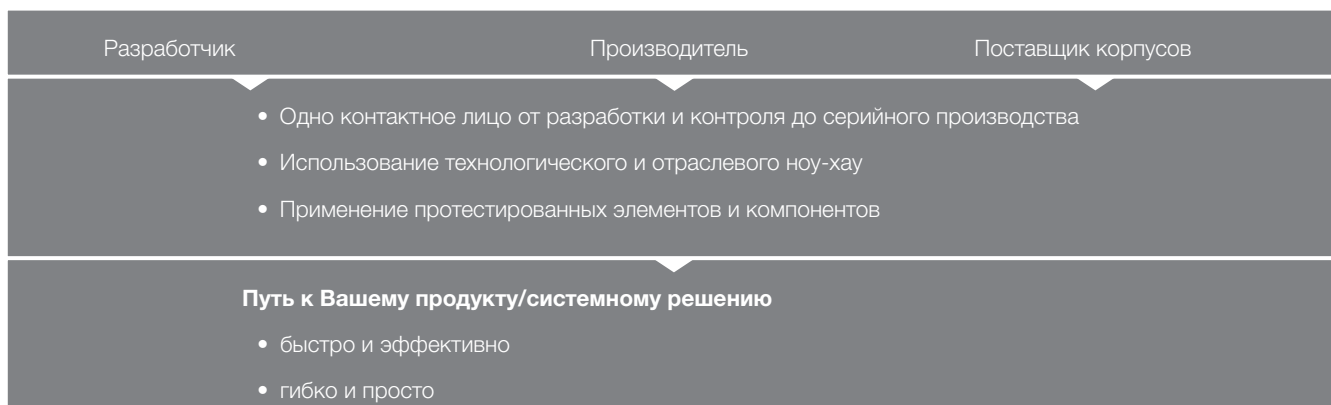 Разработчик Производитель Поставщик корпусов
• Одно контактное лицо от разработки и контроля до серийного производства
• Использование технологического и отраслевого ноу-хау
• Применение протестированных элементов и компонентов
Путь к Вашему продукту/системному решению
• быстро и эффективно
• гибко и просто